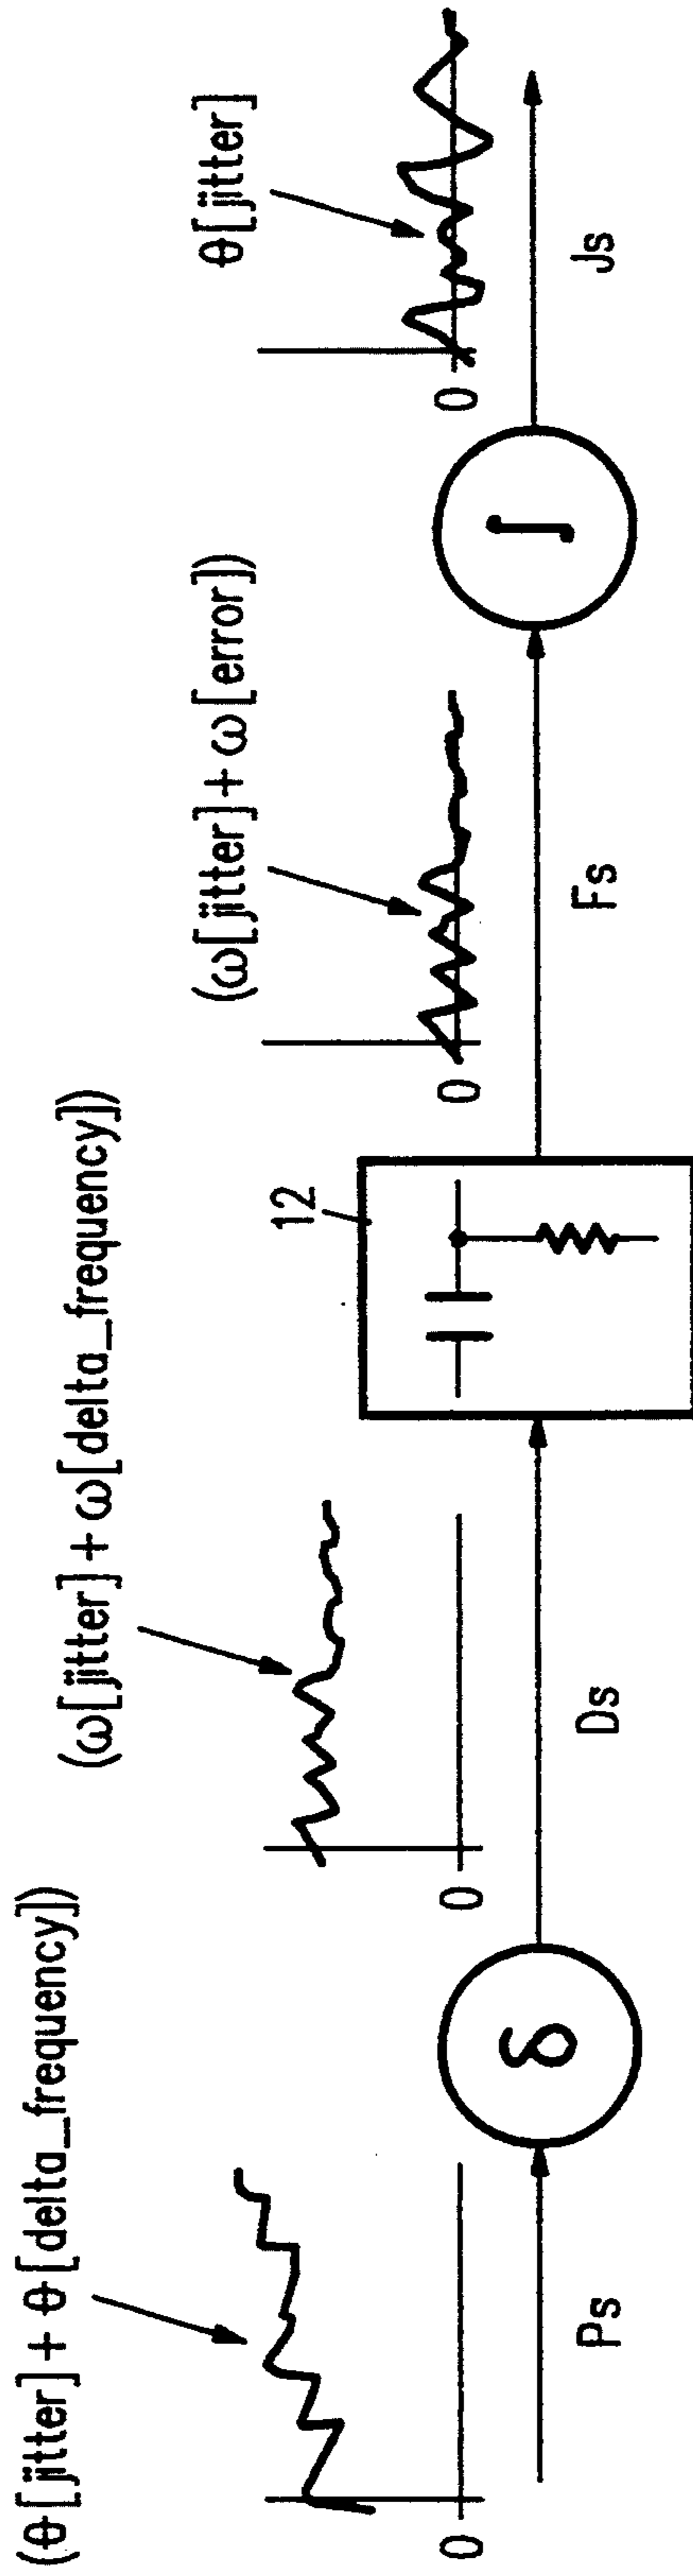 (θ[jitter] + θ[delta_frequency])
0
Ps
δ
(ω[jitter] + ω[delta_frequency])
0
Ds
12
(ω[jitter] + ω[error])
0
Fs
∫
θ[jitter]
0
Js